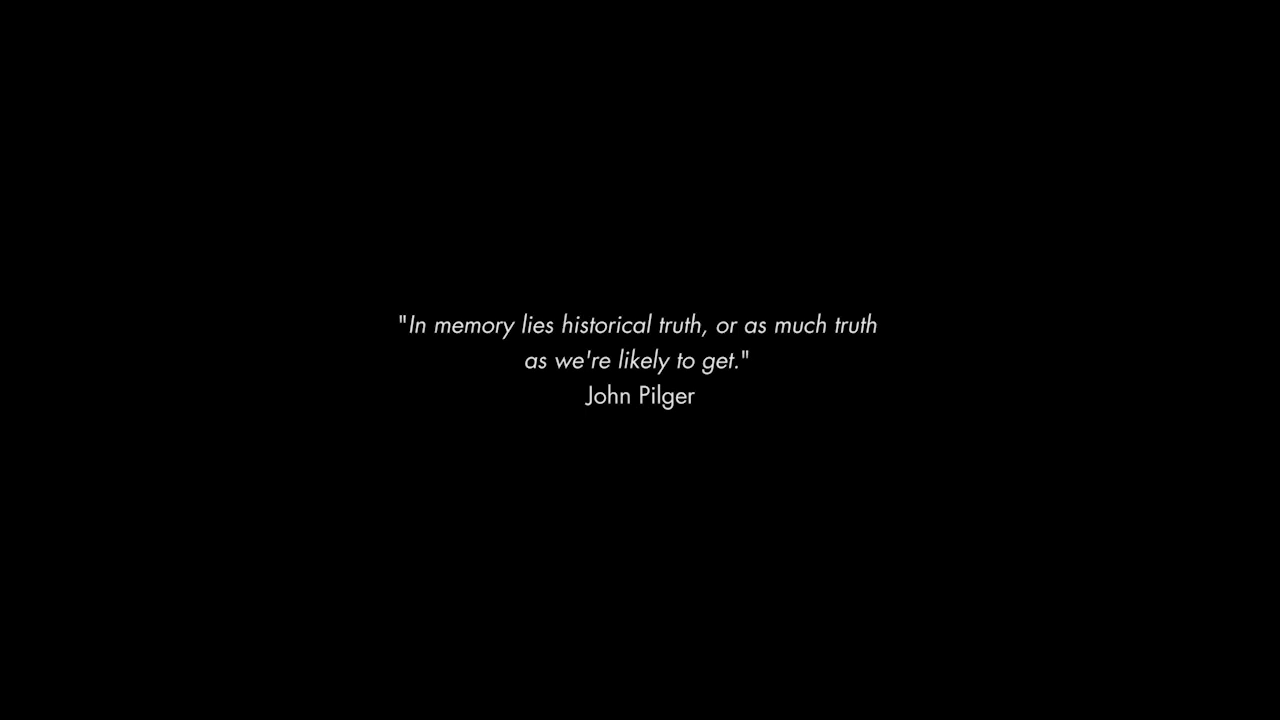 "In memory lies historical truth, or as much truth
as we're likely to get."
John Pilger